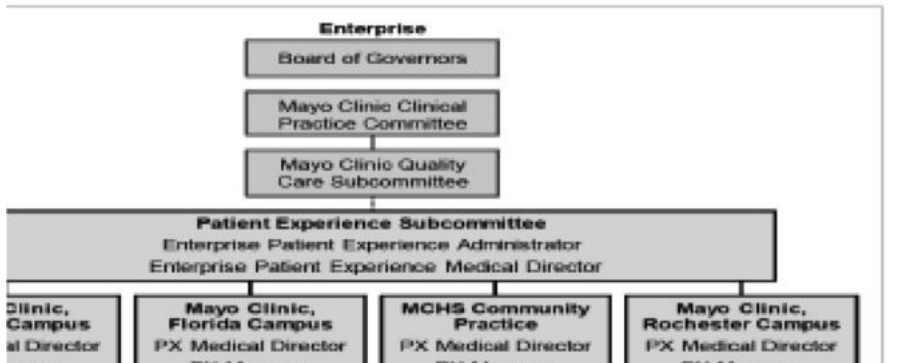 Enterprise
Board of Governors
Mayo Clinic Clinical
Practice Committee
Mayo Clinic Quality
Care Subcommittee
Patient Experience Subcommittee
Enterprise Patient Experience Administrator
Enterprise Patient Experience Medical Director
Clinic,
Campus
al Director
Mayo Clinic,
Florida Campus
PX Medical Director
MCHS Community
Practice
PX Medical Director
Mayo Clinic,
Rochester Campus
PX Medical Director